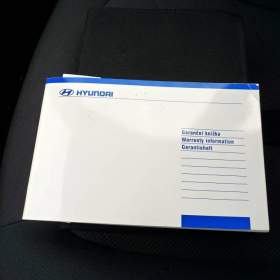 HYUNDAI
Garanční knížka
Warranty information
Garantieheft